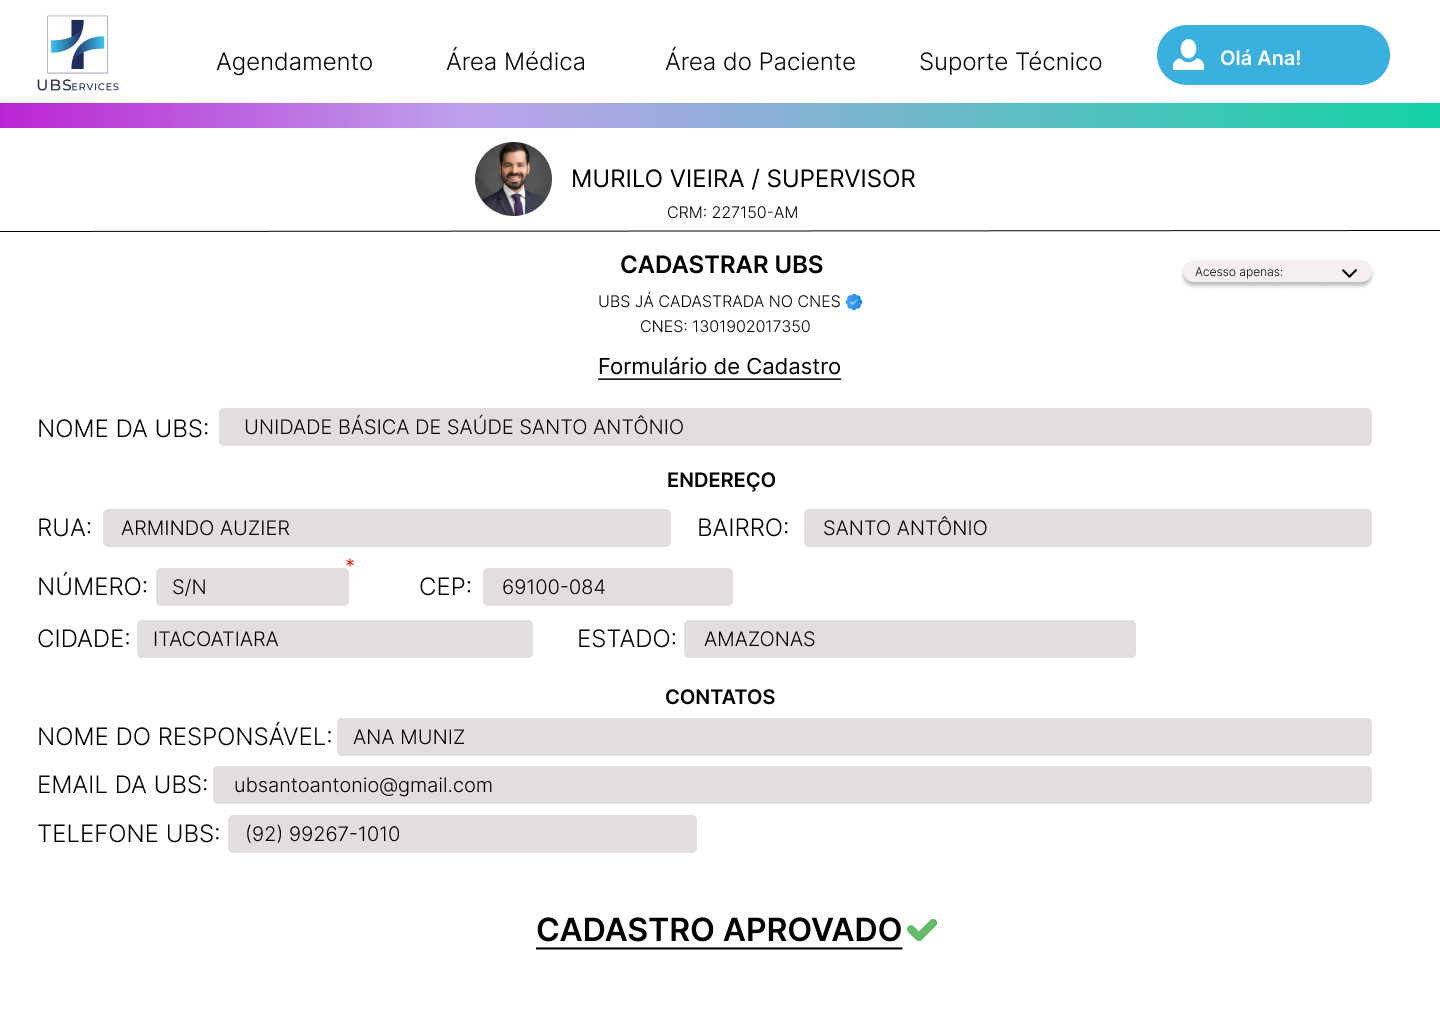 UBServices
Agendamento Área Médica Área do Paciente Suporte Técnico Olá Ana!
MURILO VIEIRA / SUPERVISOR
CRM: 227150-AM
CADASTRAR UBS
Acesso apenas:
UBS JÁ CADASTRADA NO CNES
CNES: 1301902017350
Formulário de Cadastro
NOME DA UBS: UNIDADE BÁSICA DE SAÚDE SANTO ANTÔNIO
ENDEREÇO
RUA: ARMINDO AUZIER BAIRRO: SANTO ANTÔNIO
NÚMERO: S/N * CEP: 69100-084
CIDADE: ITACOATIARA ESTADO: AMAZONAS
CONTATOS
NOME DO RESPONSÁVEL: ANA MUNIZ
EMAIL DA UBS: ubsantoantonio@gmail.com
TELEFONE UBS: (92) 99267-1010
CADASTRO APROVADO